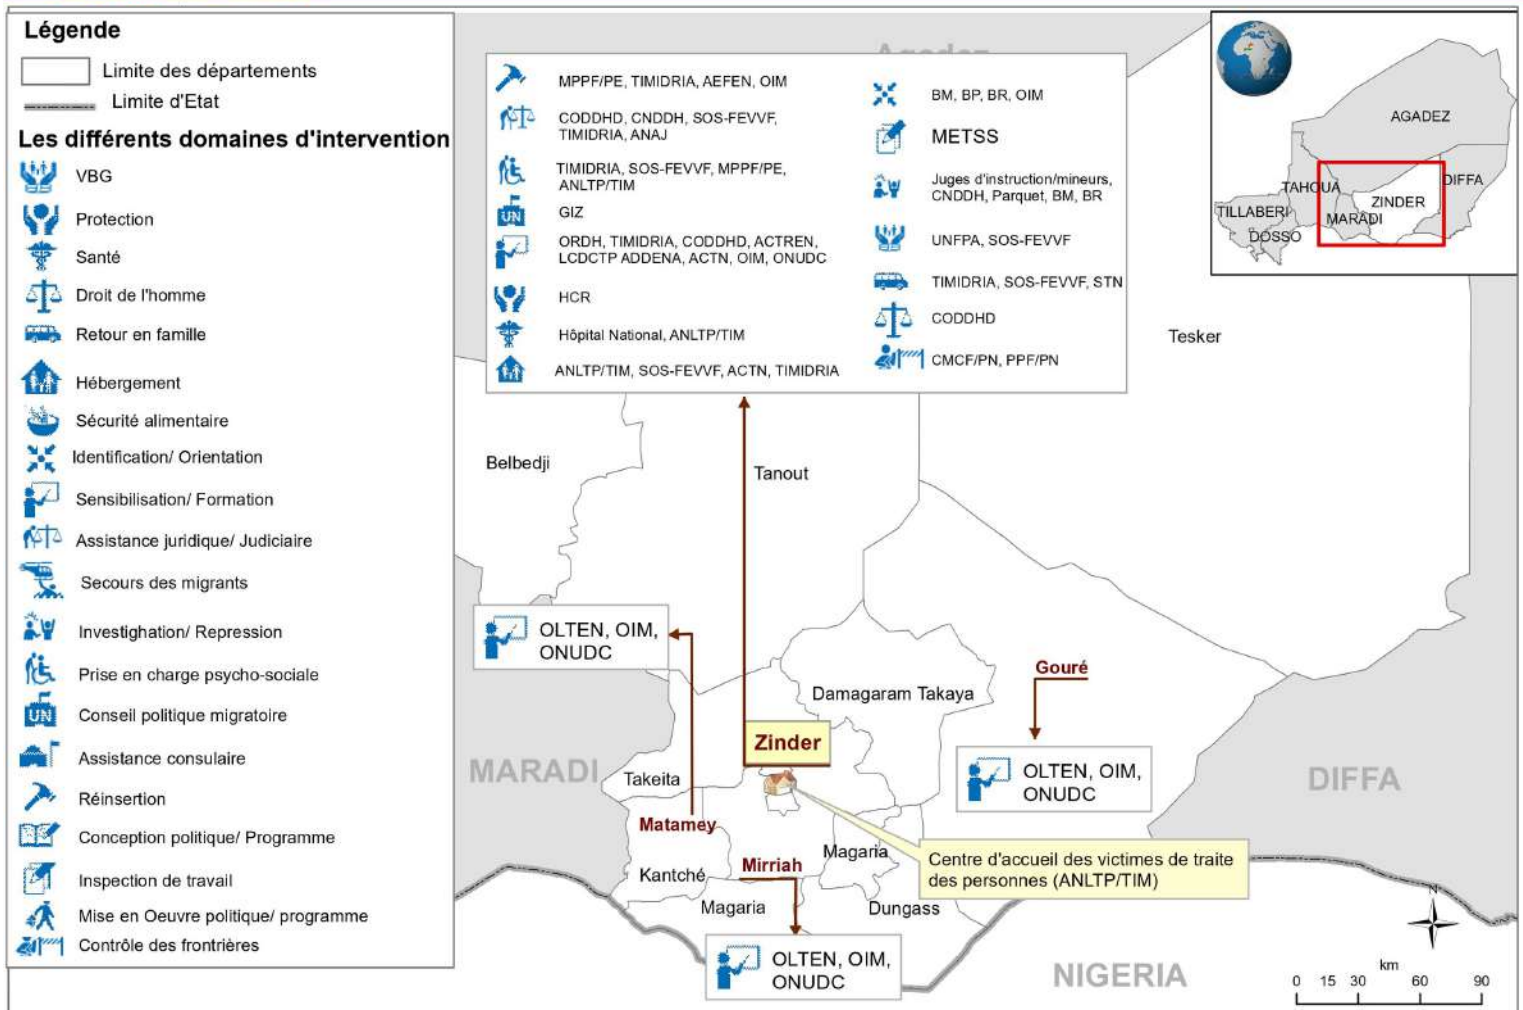 Légende
Limite des départements
Limite d'Etat
Les différents domaines d'intervention
VBG
Protection
Santé
Droit de l'homme
Retour en famille
Hébergement
Sécurité alimentaire
Identification/ Orientation
Sensibilisation/ Formation
Assistance juridique/ Judiciaire
Secours des migrants
Investighation/ Repression
Prise en charge psycho-sociale
UN
Conseil politique migratoire
Assistance consulaire
Réinsertion
Conception politique/ Programme
Inspection de travail
Mise en Oeuvre politique/ programme
Contrôle des frontrières
Agadez
MPPF/PE, TIMIDRIA, AEFEN, OIM
CODDHD, CNDDH, SOS-FEVVF,
TIMIDRIA, ANAJ
TIMIDRIA, SOS-FEVVF, MPPF/PE,
ANLTP/TIM
UN
GIZ
ORDH, TIMIDRIA, CODDHD, ACTREN,
LCDCTP ADDENA, ACTN, OIM, ONUDC
HCR
Hôpital National, ANLTP/TIM
ANLTP/TIM, SOS-FEVVF, ACTN, TIMIDRIA
BM, BP, BR, OIM
METSS
Juges d'instruction/mineurs,
CNDDH, Parquet, BM, BR
UNFPA, SOS-FEVVF
TIMIDRIA, SOS-FEVVF, STN
CODDHD
CMCF/PN, PPF/PN
AGADEZ
TAHOUA
DIFFA
ZINDER
TILLABERI
MARADI
DOSSO
Tesker
Belbedji
Tanout
OLTEN, OIM,
ONUDC
Gouré
Damagaram Takaya
Zinder
MARADI
Takeita
OLTEN, OIM,
ONUDC
DIFFA
Matamey
Magaria
Mirriah
Kantché
Centre d'accueil des victimes de traite
des personnes (ANLTP/TIM)
Magaria
Dungass
OLTEN, OIM,
ONUDC
NIGERIA
N
km
0 15 30 60 90